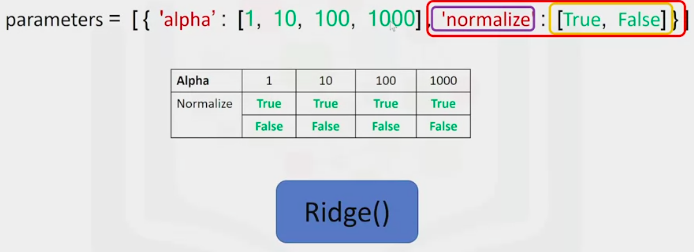 parameters = [{ 'alpha' : [1, 10, 100, 1000], 'normalize' : [True, False] } ]
Alpha 1 10 100 1000
Normalize True True True True
False False False False
Ridge()